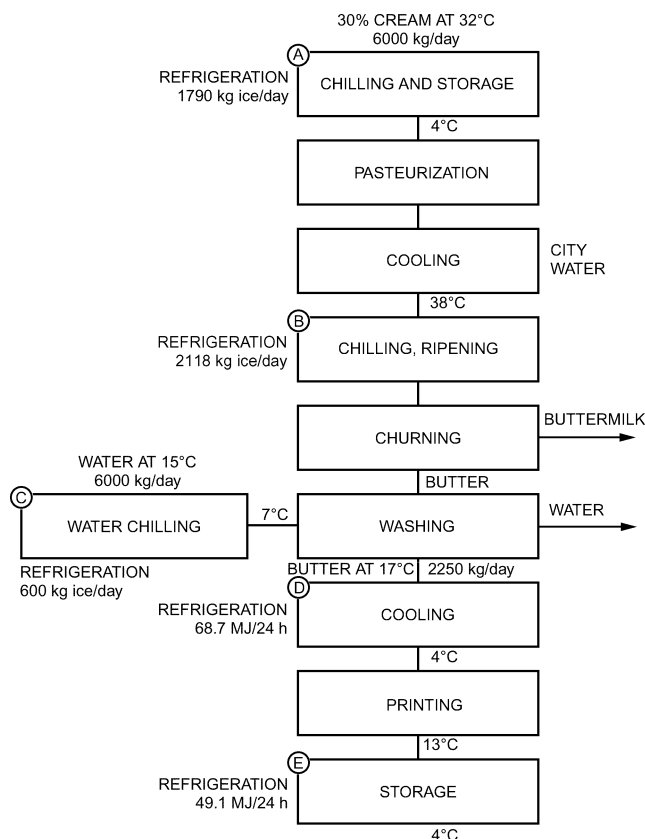 30% CREAM AT 32°C
6000 kg/day
A
REFRIGERATION
1790 kg ice/day
CHILLING AND STORAGE
4°C
PASTEURIZATION
COOLING
CITY
WATER
38°C
B
REFRIGERATION
2118 kg ice/day
CHILLING, RIPENING
BUTTERMILK
CHURNING
WATER AT 15°C
6000 kg/day
BUTTER
C
WATER CHILLING
7°C
WASHING
WATER
REFRIGERATION
600 kg ice/day
BUTTER AT 17°C 2250 kg/day
D
REFRIGERATION
68.7 MJ/24 h
COOLING
4°C
PRINTING
13°C
E
REFRIGERATION
49.1 MJ/24 h
STORAGE
4°C